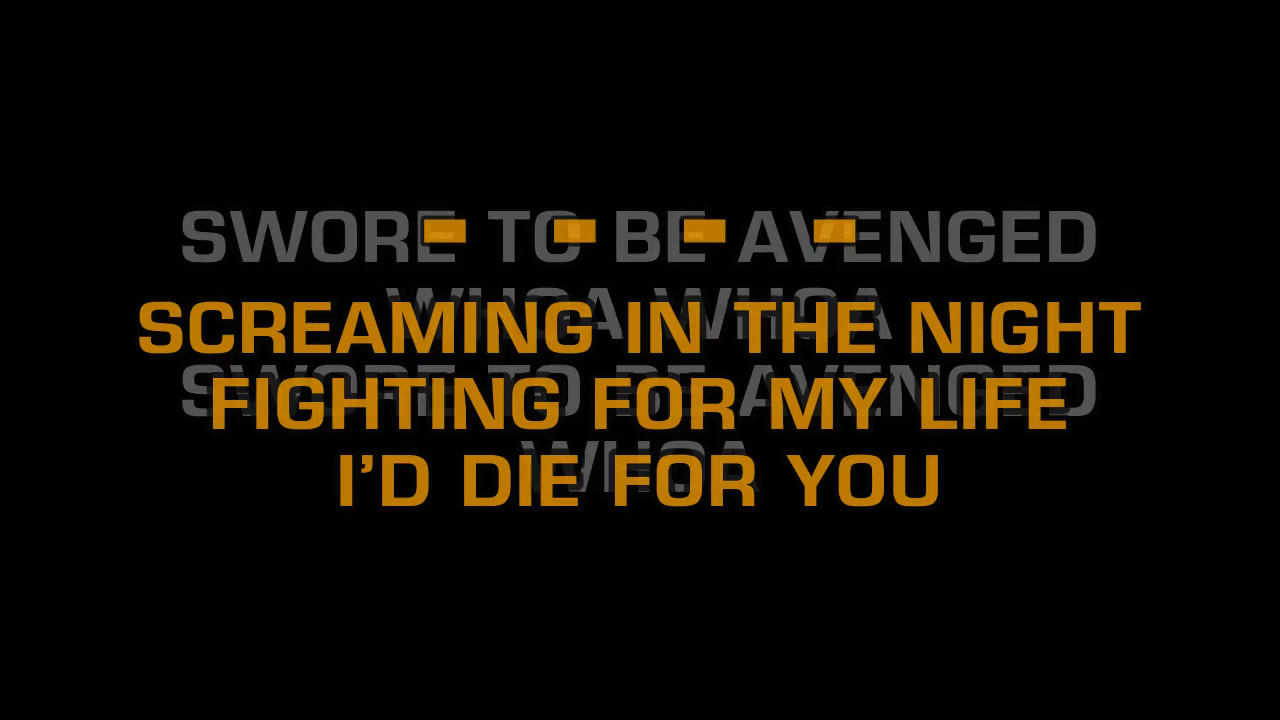 SWORE TO BE AVENGED
WHOA WHOA
SCREAMING IN THE NIGHT
SWORE TO BE AVENGED
FIGHTING FOR MY LIFE
WHOA
I'D DIE FOR YOU